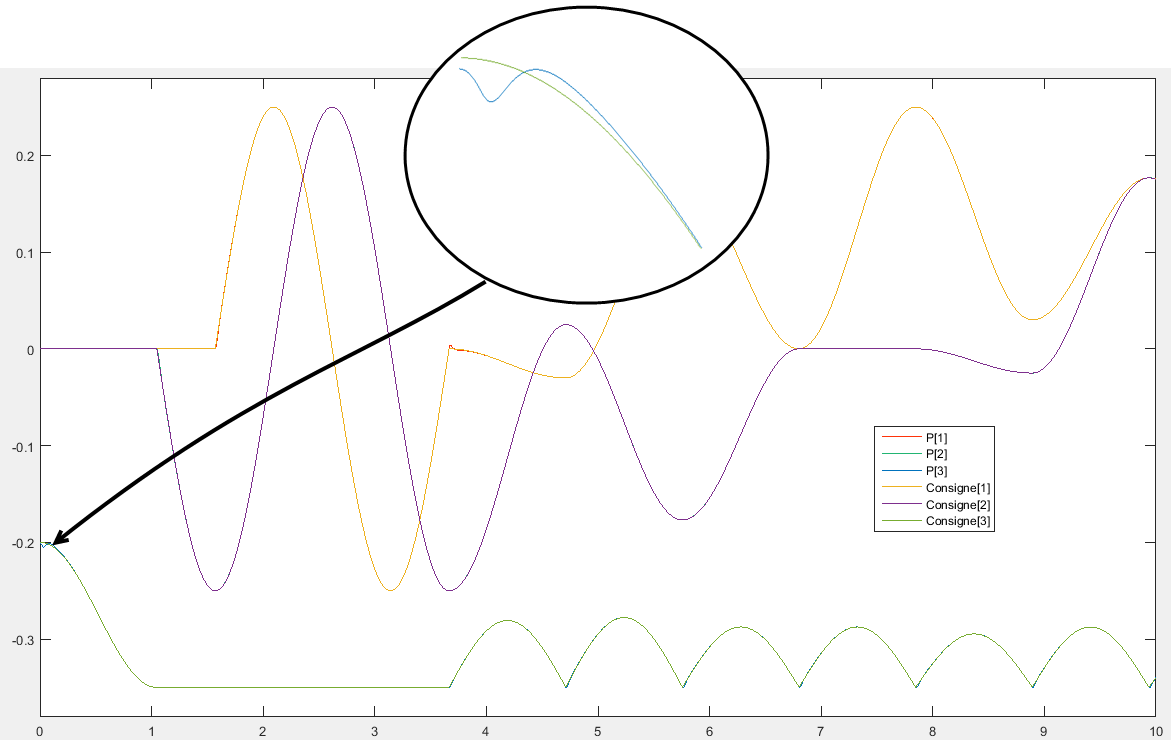 0.2
0.1
0
-0.1
-0.2
-0.3
P[1]
P[2]
P[3]
Consigne[1]
Consigne[2]
Consigne[3]
0 1 2 3 4 5 6 7 8 9 10